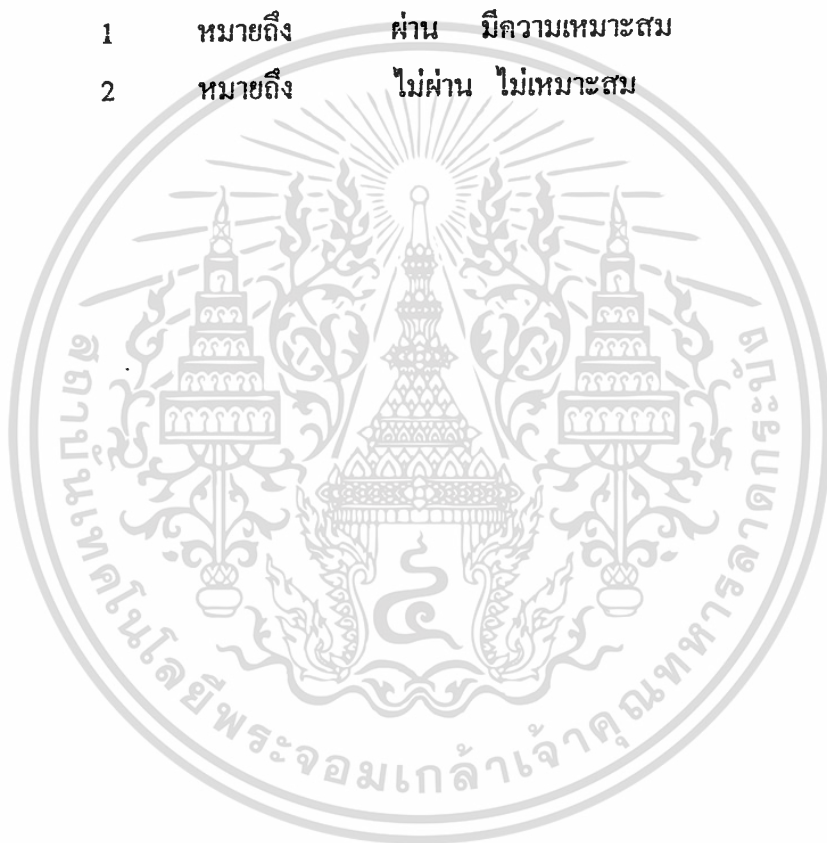 1 หมายถึง ผ่าน มีความเหมาะสม
2 หมายถึง ไม่ผ่าน ไม่เหมาะสม
สถาบันเทคโนโลยีพระจอมเกล้าเจ้าคุณทหารลาดกระบัง
๔